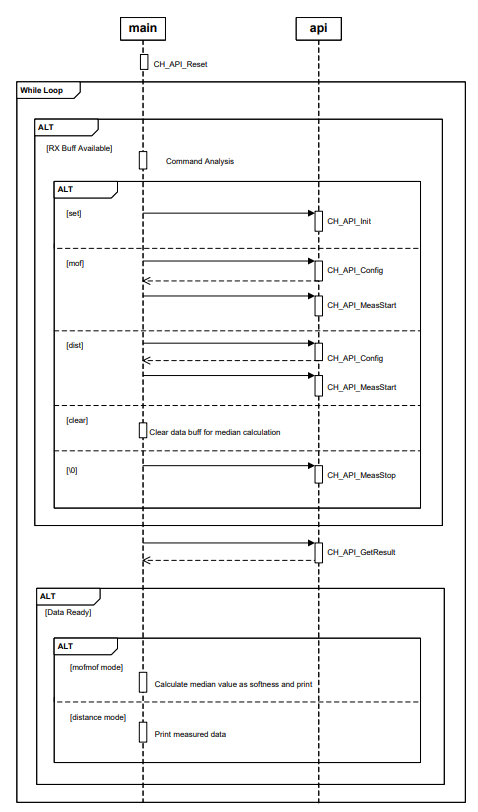 main
api
CH_API_Reset
While Loop
ALT
[RX Buff Available]
Command Analysis
ALT
[set]
CH_API_Init
[mof]
CH_API_Config
CH_API_MeasStart
[dist]
CH_API_Config
CH_API_MeasStart
[clear]
Clear data buff for median calculation
[\0]
CH_API_MeasStop
CH_API_GetResult
ALT
[Data Ready]
ALT
[mofmof mode]
Calculate median value as softness and print
[distance mode]
Print measured data